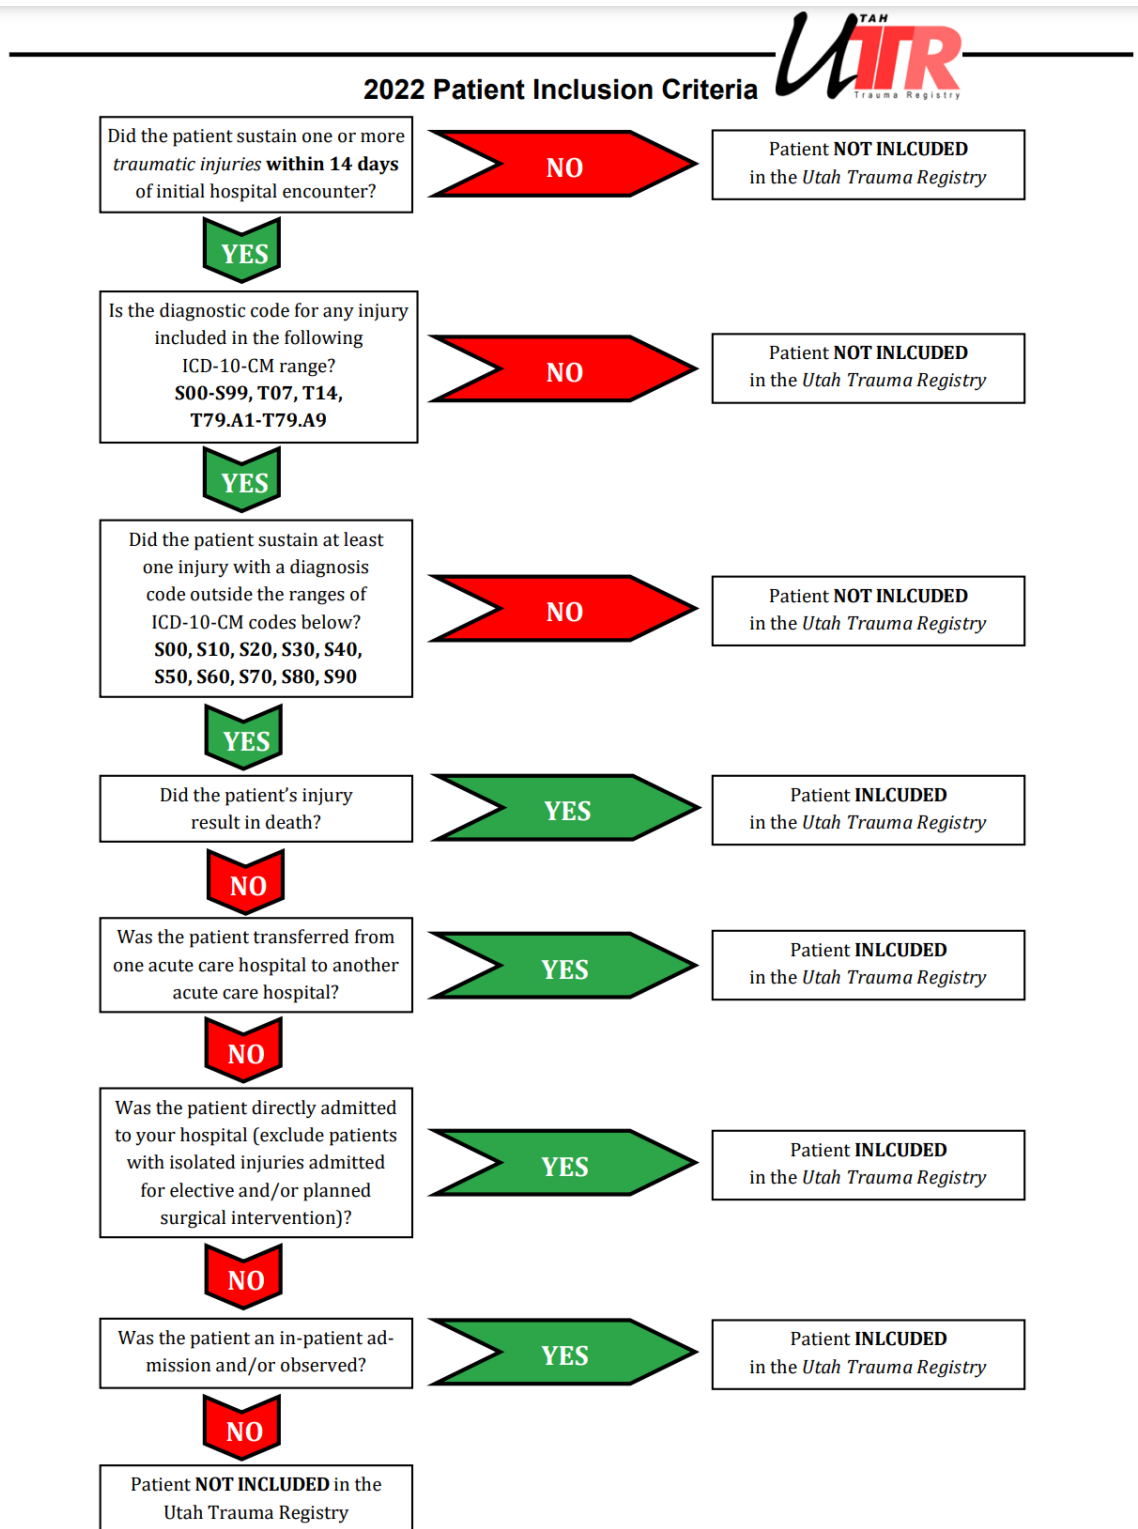 UTAH
TR
Trauma Registry
2022 Patient Inclusion Criteria
Did the patient sustain one or more
traumatic injuries within 14 days
of initial hospital encounter?
NO
Patient NOT INLCUDED
in the Utah Trauma Registry
YES
Is the diagnostic code for any injury
included in the following
ICD-10-CM range?
S00-S99, T07, T14,
T79.A1-T79.A9
NO
Patient NOT INLCUDED
in the Utah Trauma Registry
YES
Did the patient sustain at least
one injury with a diagnosis
code outside the ranges of
ICD-10-CM codes below?
S00, S10, S20, S30, S40,
S50, S60, S70, S80, S90
NO
Patient NOT INLCUDED
in the Utah Trauma Registry
YES
Did the patient’s injury
result in death?
YES
Patient INLCUDED
in the Utah Trauma Registry
NO
Was the patient transferred from
one acute care hospital to another
acute care hospital?
YES
Patient INLCUDED
in the Utah Trauma Registry
NO
Was the patient directly admitted
to your hospital (exclude patients
with isolated injuries admitted
for elective and/or planned
surgical intervention)?
YES
Patient INLCUDED
in the Utah Trauma Registry
NO
Was the patient an in-patient ad-
mission and/or observed?
YES
Patient INLCUDED
in the Utah Trauma Registry
NO
Patient NOT INCLUDED in the
Utah Trauma Registry